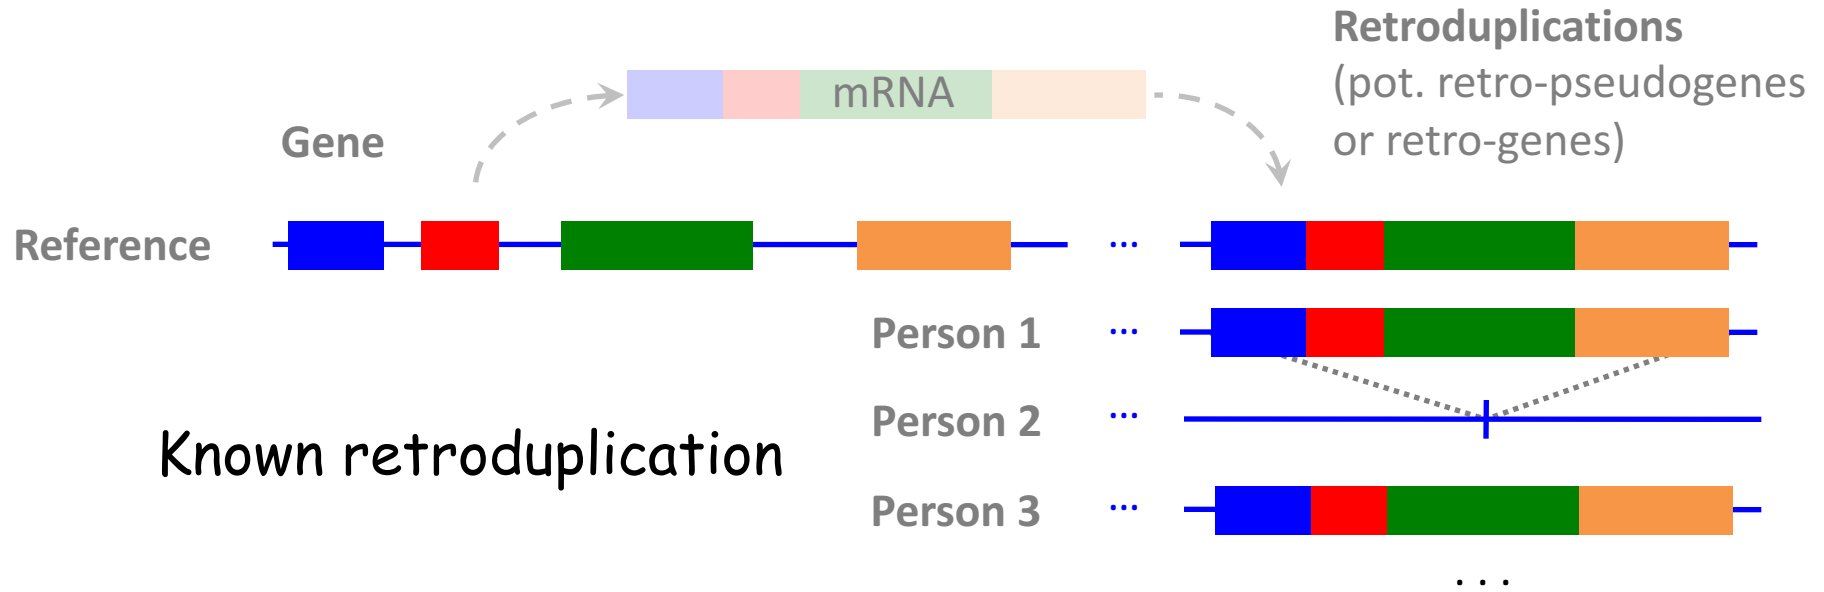 Retroduplications
(pot. retro-pseudogenes
or retro-genes)
mRNA
Gene
Reference
...
Person 1
...
Person 2
...
Known retroduplication
Person 3
...
. . .